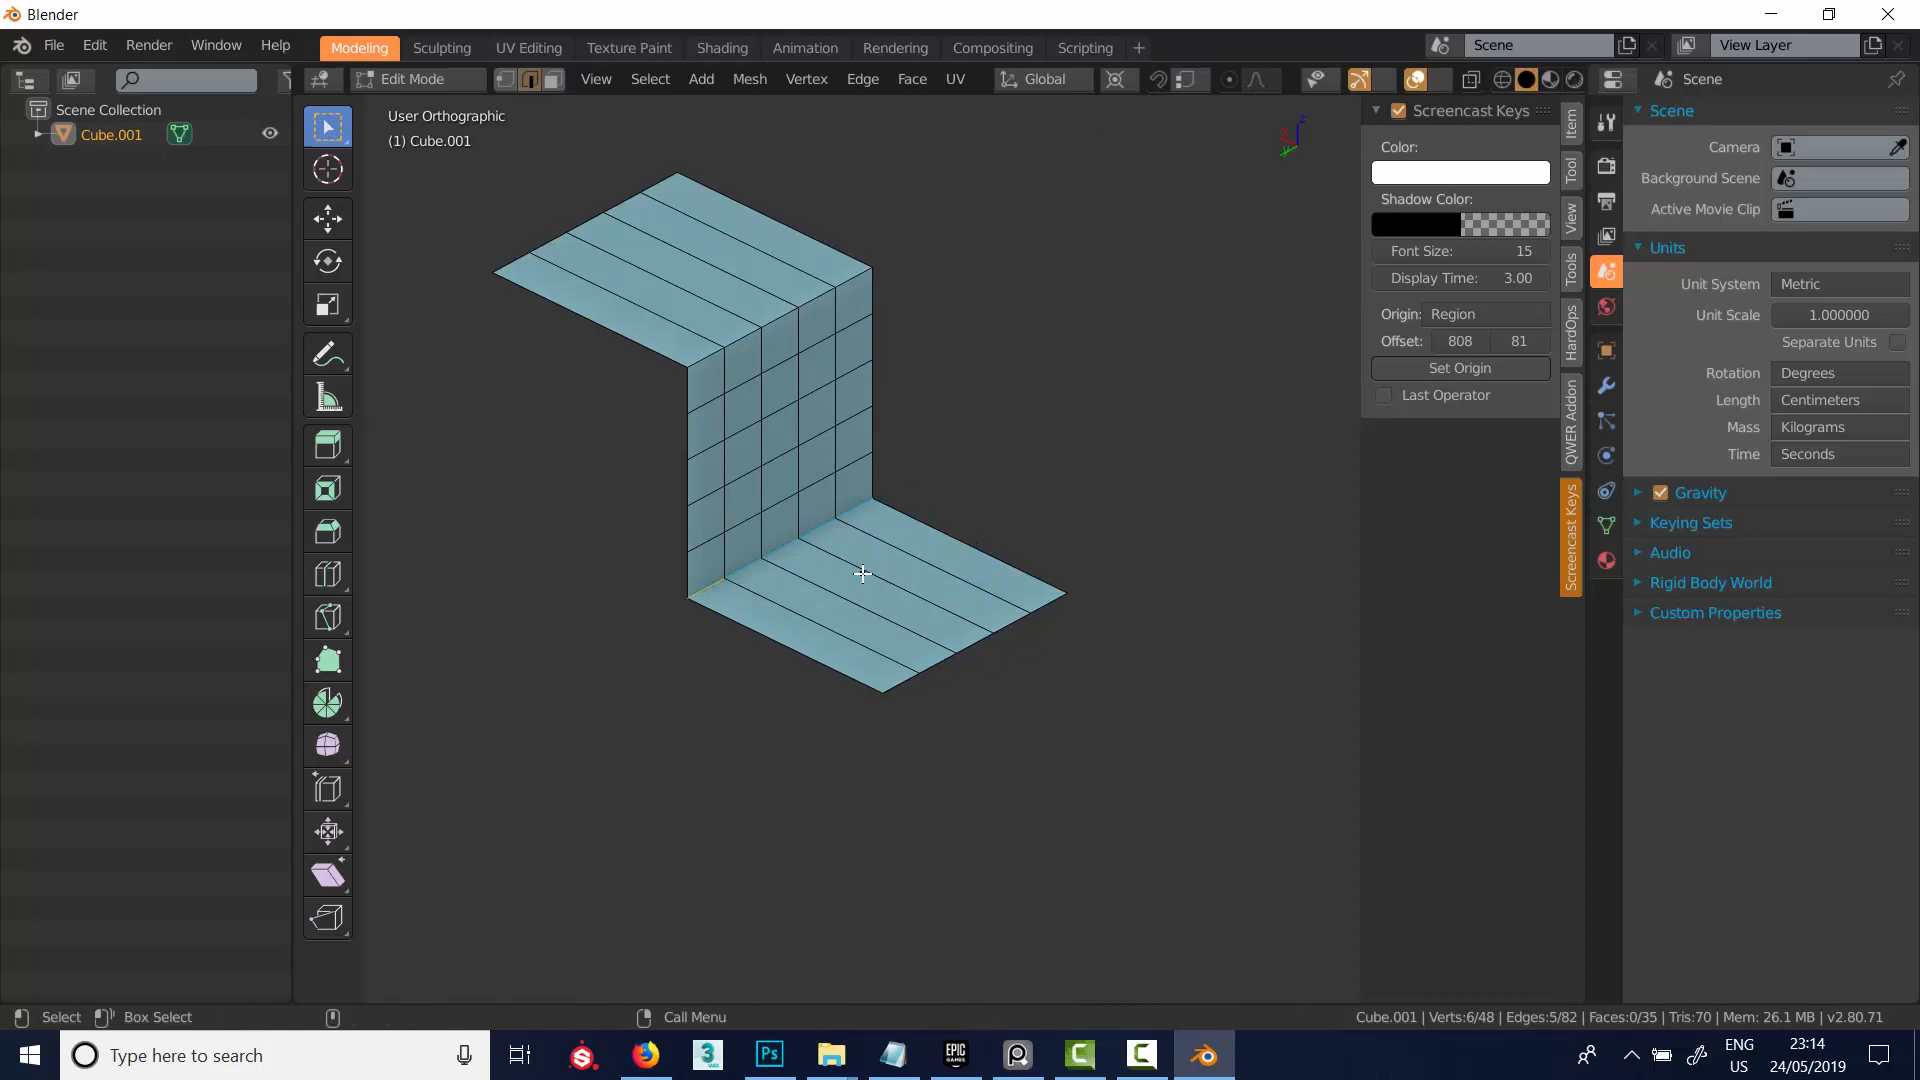 Blender
File Edit Render Window Help
Modeling Sculpting UV Editing Texture Paint Shading Animation Rendering Compositing Scripting +
Scene
View Layer
Edit Mode View Select Add Mesh Vertex Edge Face UV Global
Scene
Scene Collection
Cube.001
User Orthographic
(1) Cube.001
Z
Screencast Keys
Color:
Shadow Color:
Font Size: 15
Display Time: 3.00
Origin: Region
Offset: 808 81
Set Origin
Last Operator
Item
Tool
View
Tools
HardOps
QWER Addon
Screencast Keys
Scene
Camera
Background Scene
Active Movie Clip
Units
Unit System Metric
Unit Scale 1.000000
Separate Units
Rotation Degrees
Length Centimeters
Mass Kilograms
Time Seconds
Gravity
Keying Sets
Audio
Rigid Body World
Custom Properties
Select Box Select Call Menu
Cube.001 | Verts:6/48 | Edges:5/82 | Faces:0/35 | Tris:70 | Mem: 26.1 MB | v2.80.71
Type here to search
3
MAX
Ps
EPIC
GAMES
ENG
US
23:14
24/05/2019